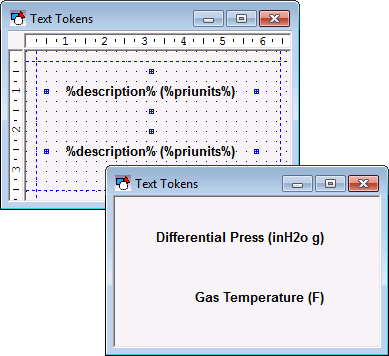 Text Tokens
1 2 3 4 5 6
1
%description% (%priunits%)
2
%description% (%priunits%)
3
Text Tokens
Differential Press (inH2o g)
Gas Temperature (F)